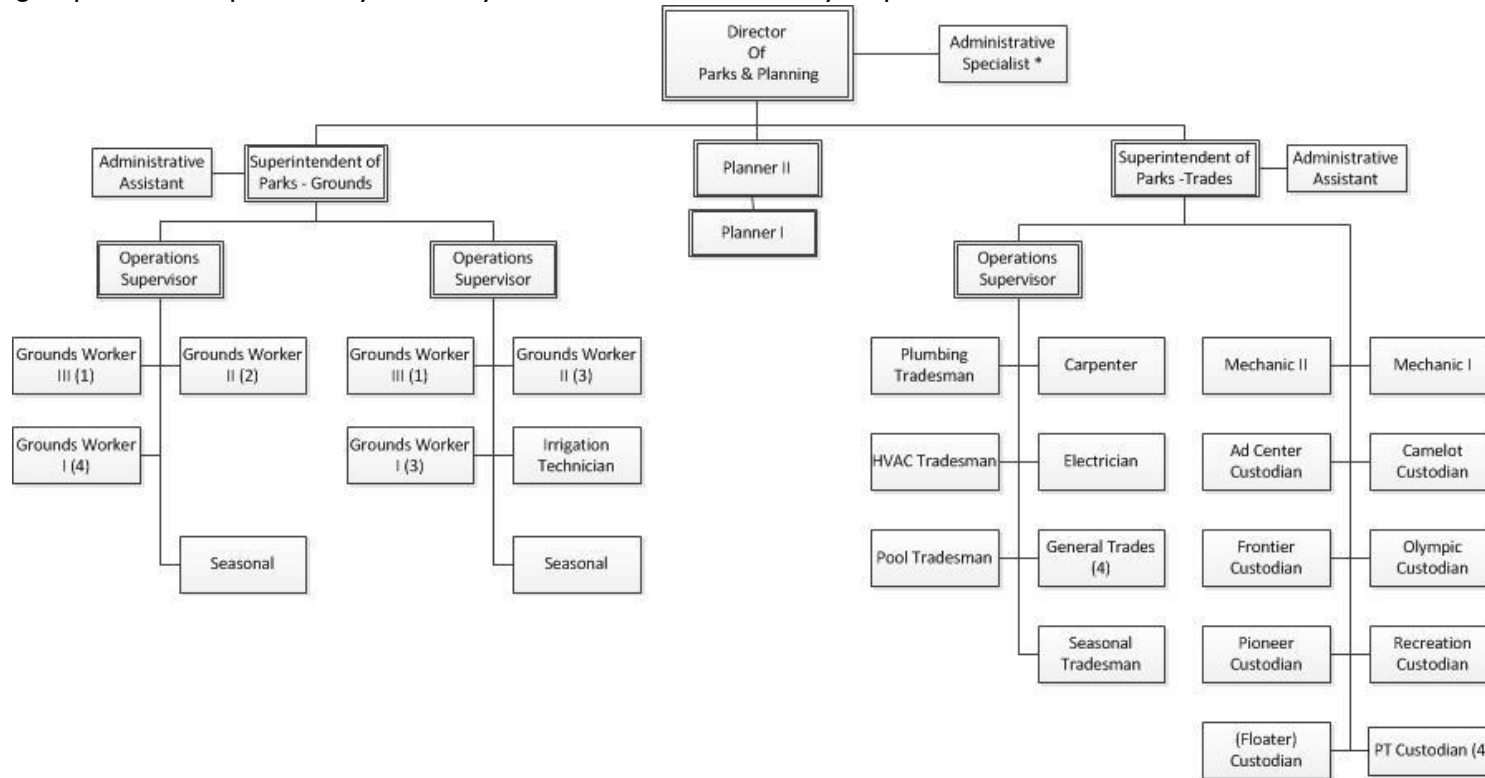 Director
Of
Parks & Planning
Administrative
Specialist *
Administrative
Assistant
Superintendent of
Parks - Grounds
Planner II
Superintendent of
Parks -Trades
Administrative
Assistant
Planner I
Operations
Supervisor
Operations
Supervisor
Operations
Supervisor
Grounds Worker
III (1)
Grounds Worker
II (2)
Grounds Worker
III (1)
Grounds Worker
II (3)
Plumbing
Tradesman
Carpenter
Mechanic II
Mechanic I
Grounds Worker
I (4)
Grounds Worker
I (3)
Irrigation
Technician
HVAC Tradesman
Electrician
Ad Center
Custodian
Camelot
Custodian
Seasonal
Seasonal
Pool Tradesman
General Trades
(4)
Frontier
Custodian
Olympic
Custodian
Seasonal
Tradesman
Pioneer
Custodian
Recreation
Custodian
(Floater)
Custodian
PT Custodian (4